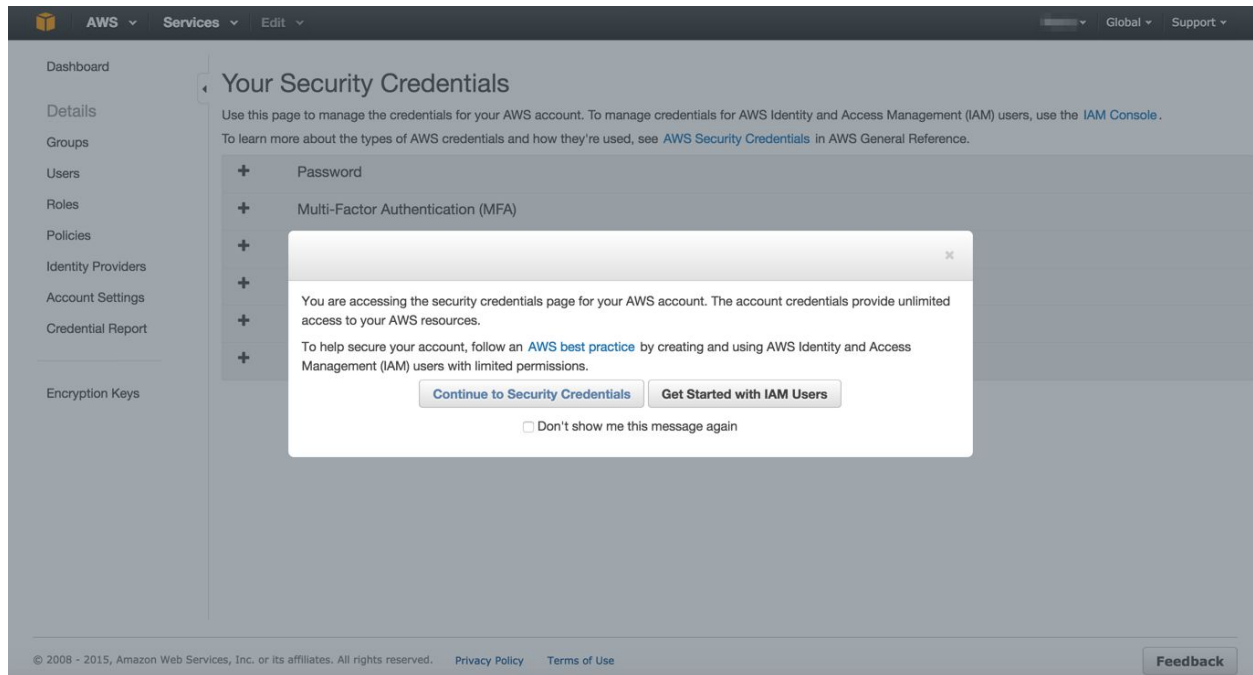 AWS Services Edit Global Support
Dashboard
Details
Groups
Users
Roles
Policies
Identity Providers
Account Settings
Credential Report
Encryption Keys
Your Security Credentials
Use this page to manage the credentials for your AWS account. To manage credentials for AWS Identity and Access Management (IAM) users, use the IAM Console.
To learn more about the types of AWS credentials and how they're used, see AWS Security Credentials in AWS General Reference.
+ Password
+ Multi-Factor Authentication (MFA)
+
+
+
+
×
You are accessing the security credentials page for your AWS account. The account credentials provide unlimited
access to your AWS resources.
To help secure your account, follow an AWS best practice by creating and using AWS Identity and Access
Management (IAM) users with limited permissions.
Continue to Security Credentials Get Started with IAM Users
Don't show me this message again
© 2008 - 2015, Amazon Web Services, Inc. or its affiliates. All rights reserved. Privacy Policy Terms of Use Feedback